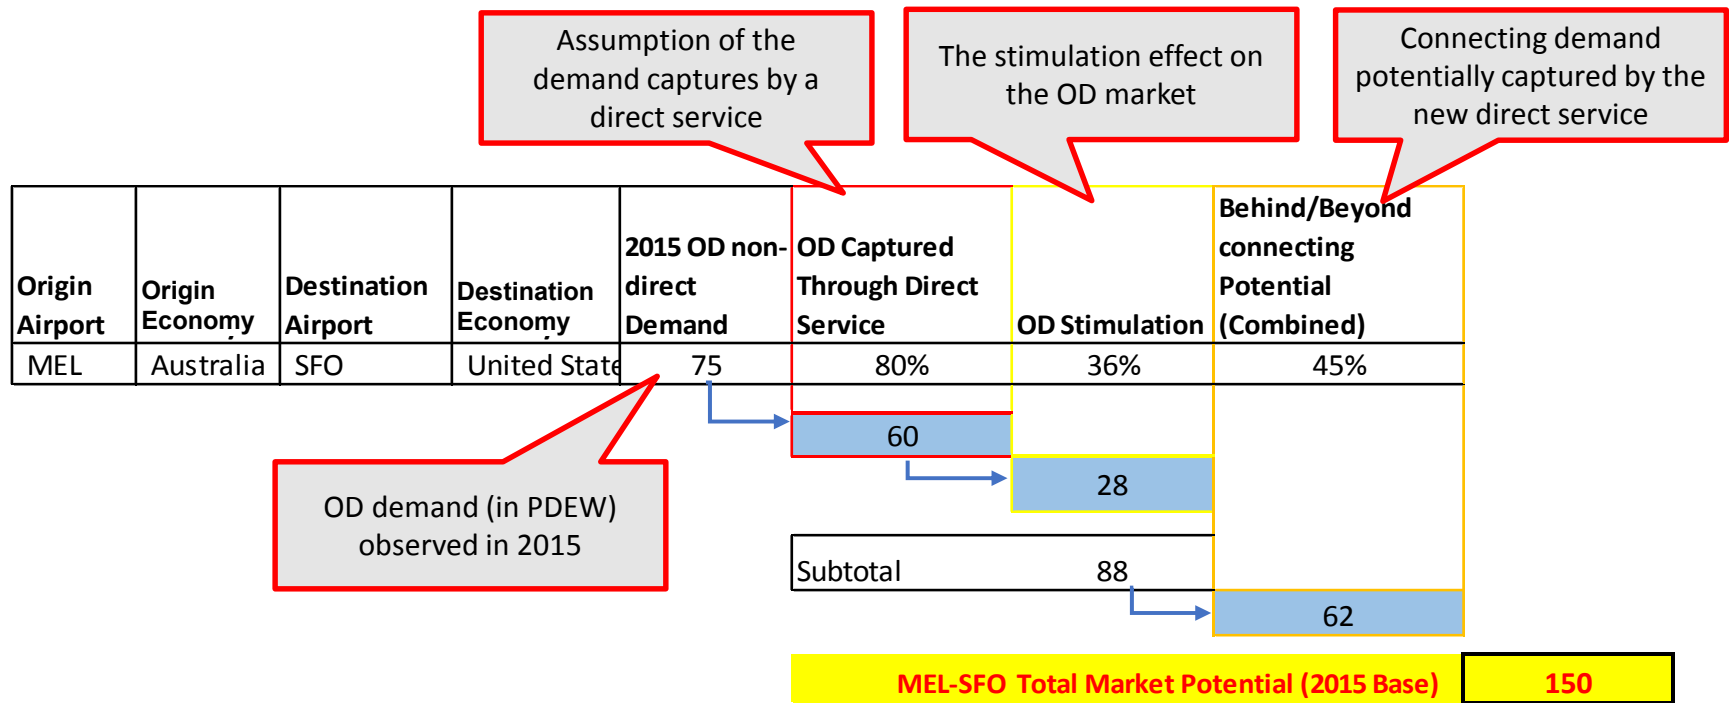 Assumption of the
demand captures by a
direct service
The stimulation effect on
the OD market
Connecting demand
potentially captured by the
new direct service
Origin
Airport
Origin
Economy
Destination
Airport
Destination
Economy
2015 OD non-
direct
Demand
OD Captured
Through Direct
Service
OD Stimulation
Behind/Beyond
connecting
Potential
(Combined)
MEL
Australia
SFO
United State
75
80%
36%
45%
60
28
OD demand (in PDEW)
observed in 2015
Subtotal
88
62
MEL-SFO Total Market Potential (2015 Base)
150